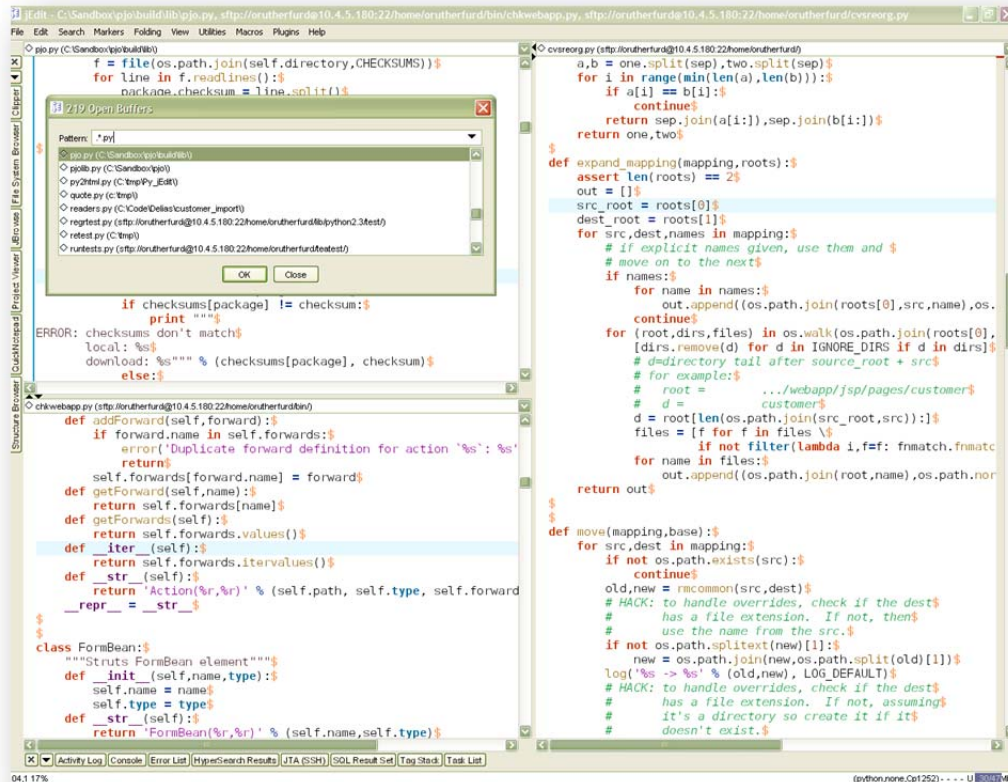 jEdit - C:\Sandbox\pjo\build\lib\pjo.py, sftp://orutherfurd@10.4.5.180:22/home/orutherfurd/bin/chkwebapp.py, sftp://orutherfurd@10.4.5.180:22/home/orutherfurd/cvsreorg.py
File Edit Search Markers Folding View Utilities Macros Plugins Help
pjo.py (C:\Sandbox\pjo\build\lib\)
f = file(os.path.join(self.directory,CHECKSUMS))$
for line in f.readlines():$
package,checksum = line.split()$
219 Open Buffers
Pattern: .*.py
pjo.py (C:\Sandbox\pjo\build\lib\)
pjolib.py (C:\Sandbox\pjo\)
py2html.py (C:\tmp\Py_jEdit\)
quote.py (c:\tmp\)
readers.py (C:\Code\Delias\customer_import\)
regrtest.py (sftp://orutherfurd@10.4.5.180:22/home/orutherfurd/lib/python2.3/test/)
retest.py (C:\tmp\)
runtests.py (sftp://orutherfurd@10.4.5.180:22/home/orutherfurd/teatest/)
OK Close
$
if checksums[package] != checksum:$
print """$
ERROR: checksums don't match$
local: %s$
download: %s""" % (checksums[package], checksum)$
else:$
Clipper
File System Browser
JBrowse
Project Viewer
QuickNotepad
Structure Browser
chkwebapp.py (sftp://orutherfurd@10.4.5.180:22/home/orutherfurd/bin/)
def addForward(self,forward):$
if forward.name in self.forwards:$
error('Duplicate forward definition for action `%s`: %s'
return$
self.forwards[forward.name] = forward$
def getForward(self,name):$
return self.forwards[name]$
def getForwards(self):$
return self.forwards.values()$
def __iter__(self):$
return self.forwards.itervalues()$
def __str__(self):$
return 'Action(%r,%r)' % (self.path, self.type, self.forward
__repr__ = __str__$
$
$
class FormBean:$
"""Struts FormBean element"""$
def __init__(self,name,type):$
self.name = name$
self.type = type$
def __str__(self):$
return 'FormBean(%r,%r)' % (self.name,self.type)$
cvsreorg.py (sftp://orutherfurd@10.4.5.180:22/home/orutherfurd/)
a,b = one.split(sep),two.split(sep)$
for i in range(min(len(a),len(b))):$
if a[i] == b[i]:$
continue$
return sep.join(a[i:]),sep.join(b[i:])$
return one,two$
$
def expand_mapping(mapping,roots):$
assert len(roots) == 2$
out = []$
src_root = roots[0]$
dest_root = roots[1]$
for src,dest,names in mapping:$
# if explicit names given, use them and $
# move on to the next$
if names:$
for name in names:$
out.append((os.path.join(roots[0],src,name),os.
continue$
for (root,dirs,files) in os.walk(os.path.join(roots[0],
[dirs.remove(d) for d in IGNORE_DIRS if d in dirs]$
# d=directory tail after source_root + src$
# for example:$
# root = .../webapp/jsp/pages/customer$
# d = customer$
d = root[len(os.path.join(src_root,src)):]$
files = [f for f in files \$
if not filter(lambda i,f=f: fnmatch.fnmatc
for name in files:$
out.append((os.path.join(root,name),os.path.nor
return out$
$
$
def move(mapping,base):$
for src,dest in mapping:$
if not os.path.exists(src):$
continue$
old,new = rmcommon(src,dest)$
# HACK: to handle overrides, check if the dest$
# has a file extension. If not, then$
# use the name from the src.$
if not os.path.splitext(new)[1]:$
new = os.path.join(new,os.path.split(old)[1])$
log('%s -> %s' % (old,new), LOG_DEFAULT)$
# HACK: to handle overrides, check if the dest$
# has a file extension. If not, assuming$
# it's a directory so create it if it$
# doesn't exist.$
Activity Log Console Error List HyperSearch Results JTA (SSH) SQL Result Set Tag Stack Task List
04,1 17% (python,none,Cp1252) - - - - U